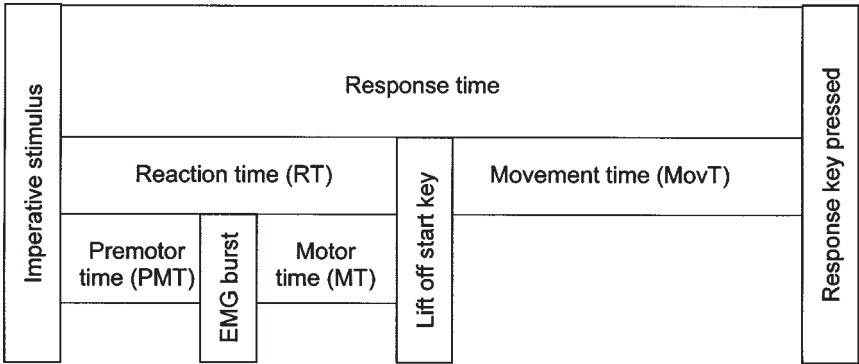 Imperative stimulus
Response time
Reaction time (RT)
Premotor
time (PMT)
EMG burst
Motor
time (MT)
Lift off start key
Movement time (MovT)
Response key pressed